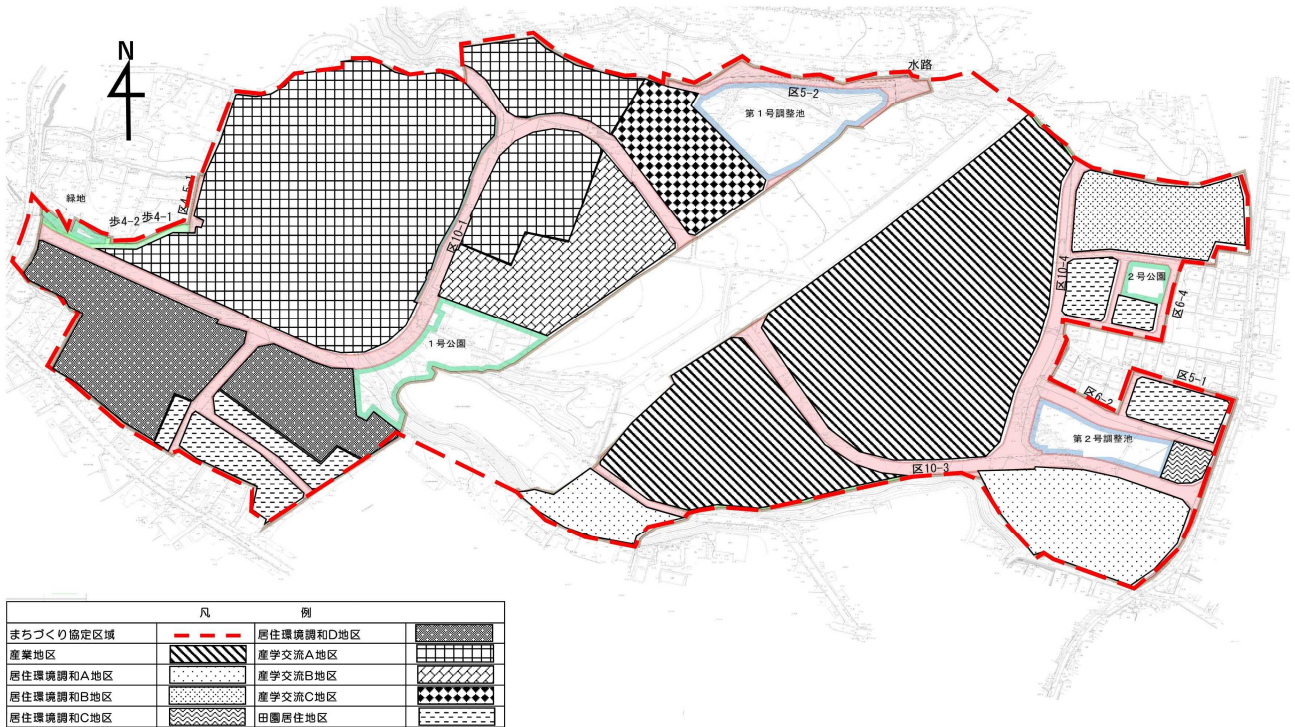 N
水路
区5-2
第1号調整池
緑地
歩4-2
歩4-1
区4.5-1
区10-1
1号公園
区10-4
2号公園
区6-4
区5-1
区6-2
第2号調整池
区10-3
凡 例
まちづくり協定区域
居住環境調和D地区
産業地区
産学交流A地区
居住環境調和A地区
産学交流B地区
居住環境調和B地区
産学交流C地区
居住環境調和C地区
田園居住地区